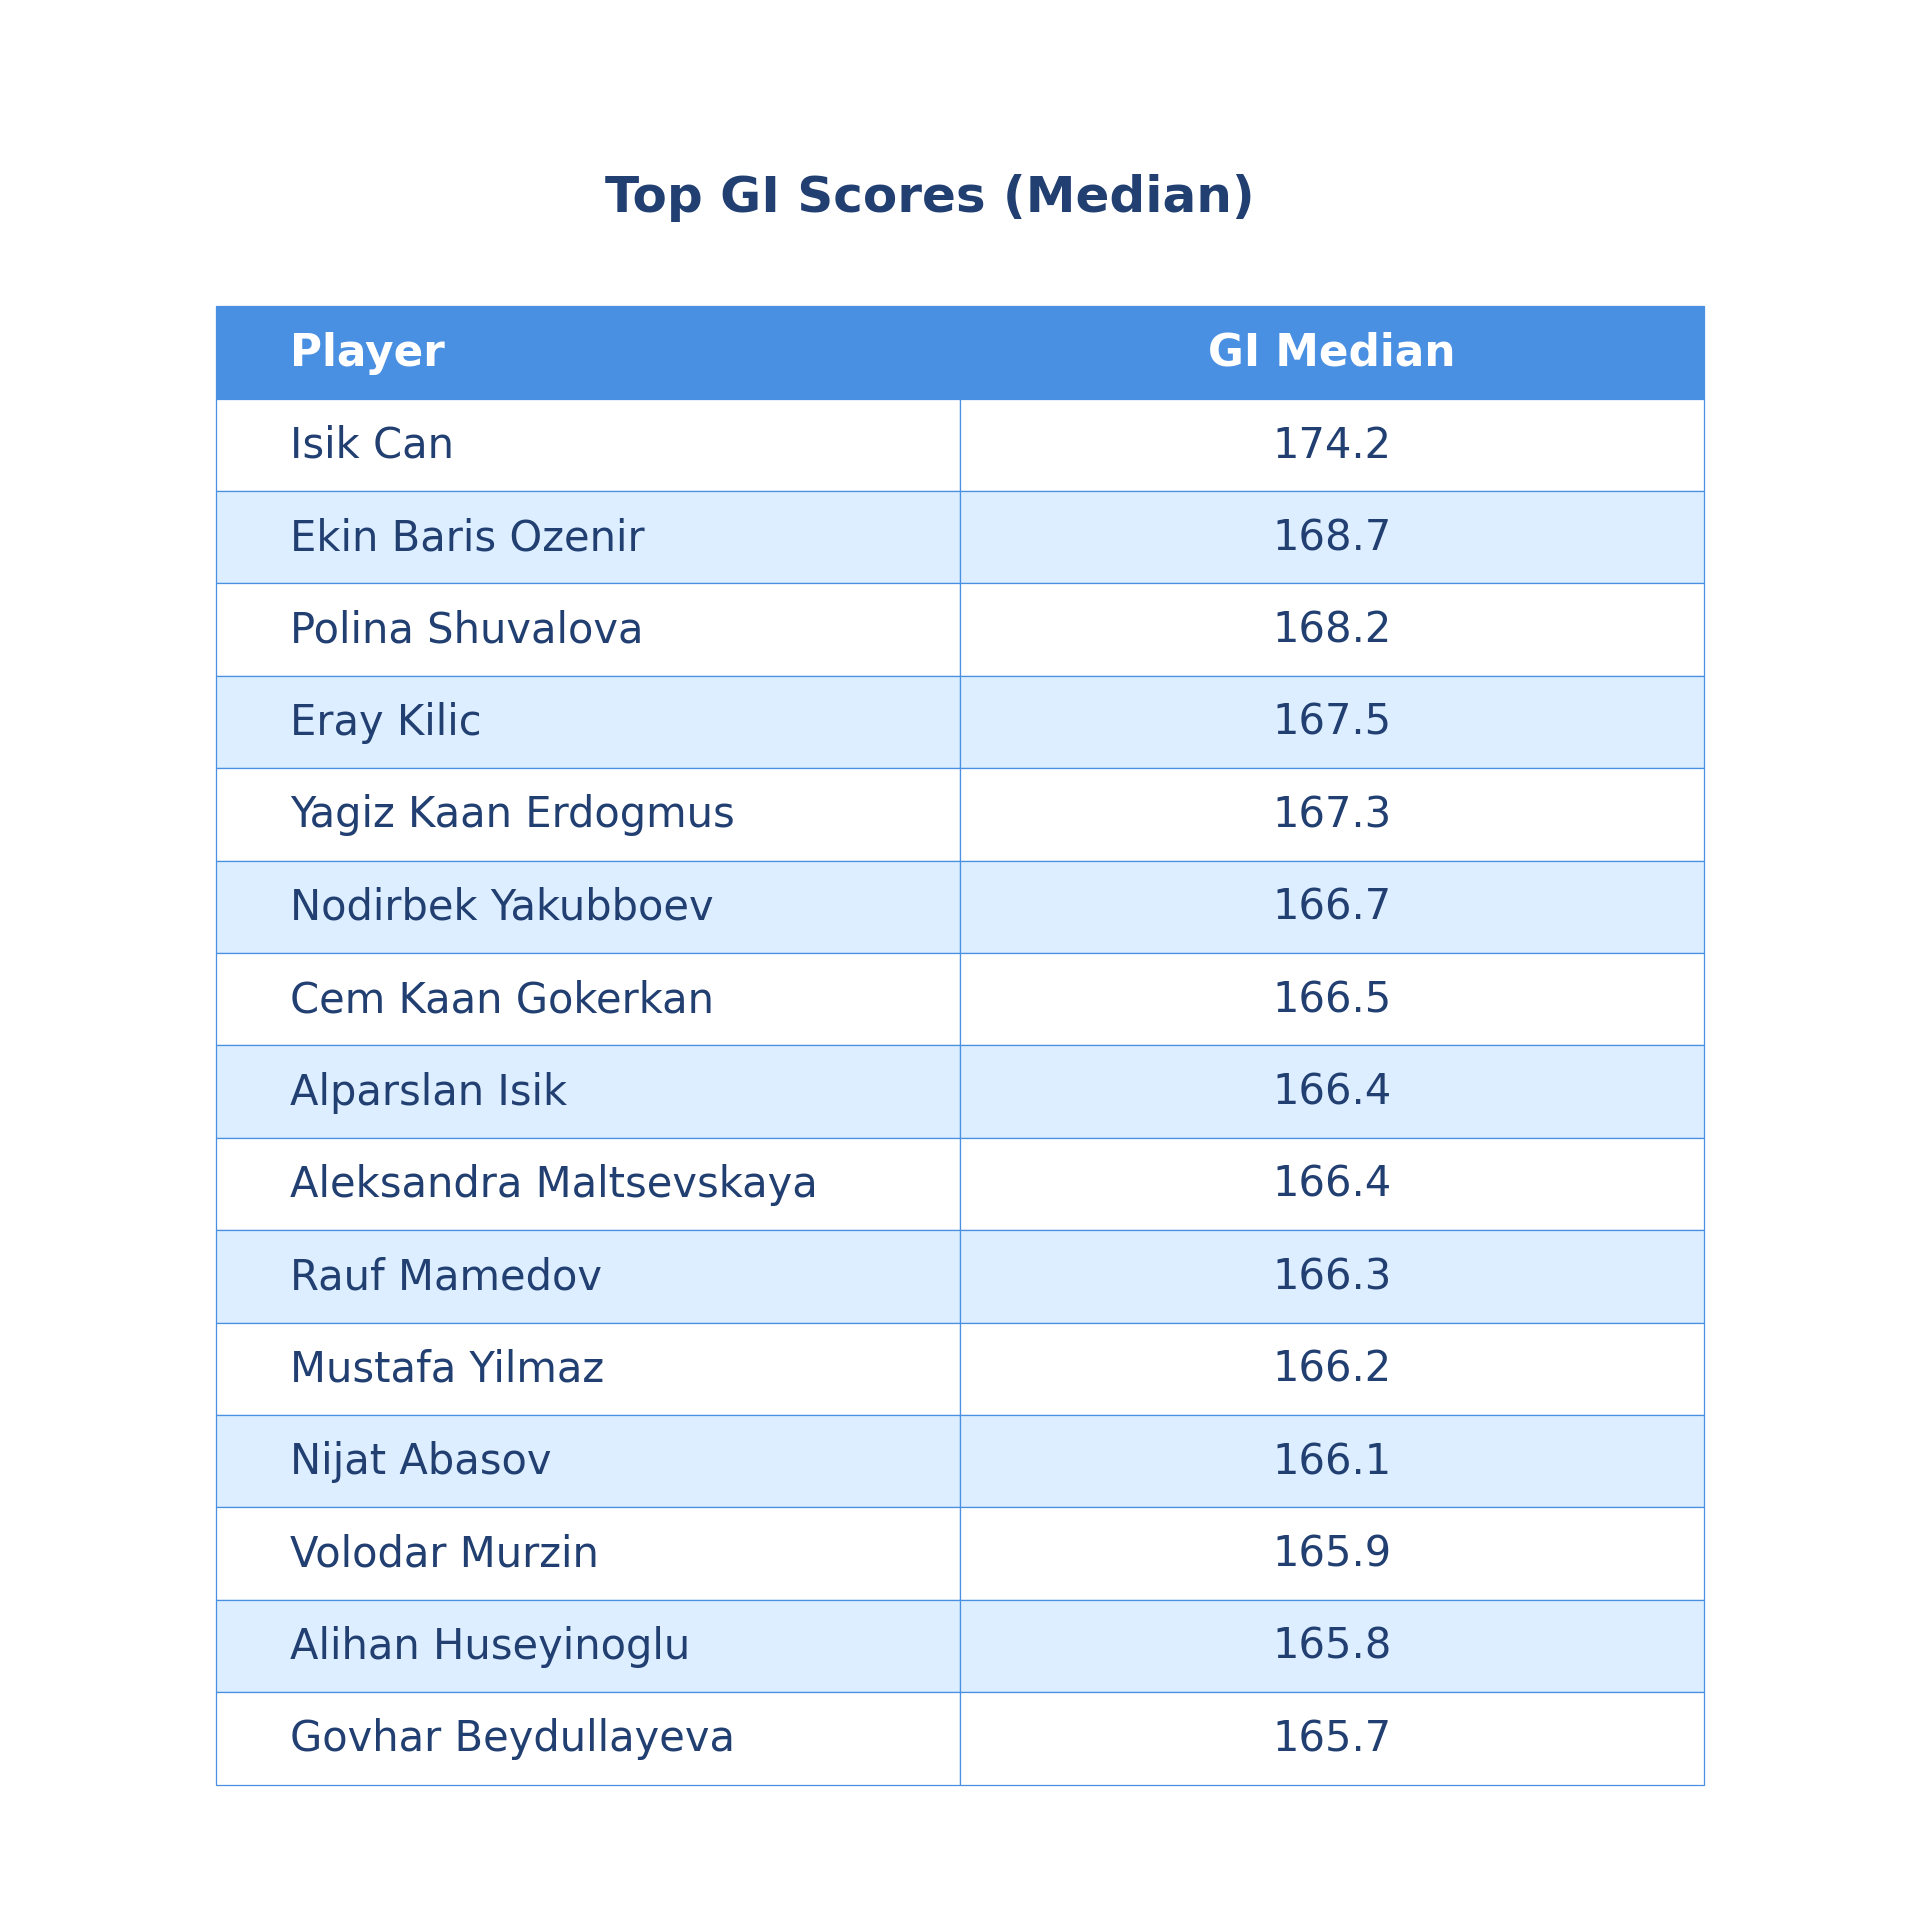 Top GI Scores (Median)
Player GI Median
Isik Can 174.2
Ekin Baris Ozenir 168.7
Polina Shuvalova 168.2
Eray Kilic 167.5
Yagiz Kaan Erdogmus 167.3
Nodirbek Yakubboev 166.7
Cem Kaan Gokerkan 166.5
Alparslan Isik 166.4
Aleksandra Maltsevskaya 166.4
Rauf Mamedov 166.3
Mustafa Yilmaz 166.2
Nijat Abasov 166.1
Volodar Murzin 165.9
Alihan Huseyinoglu 165.8
Govhar Beydullayeva 165.7